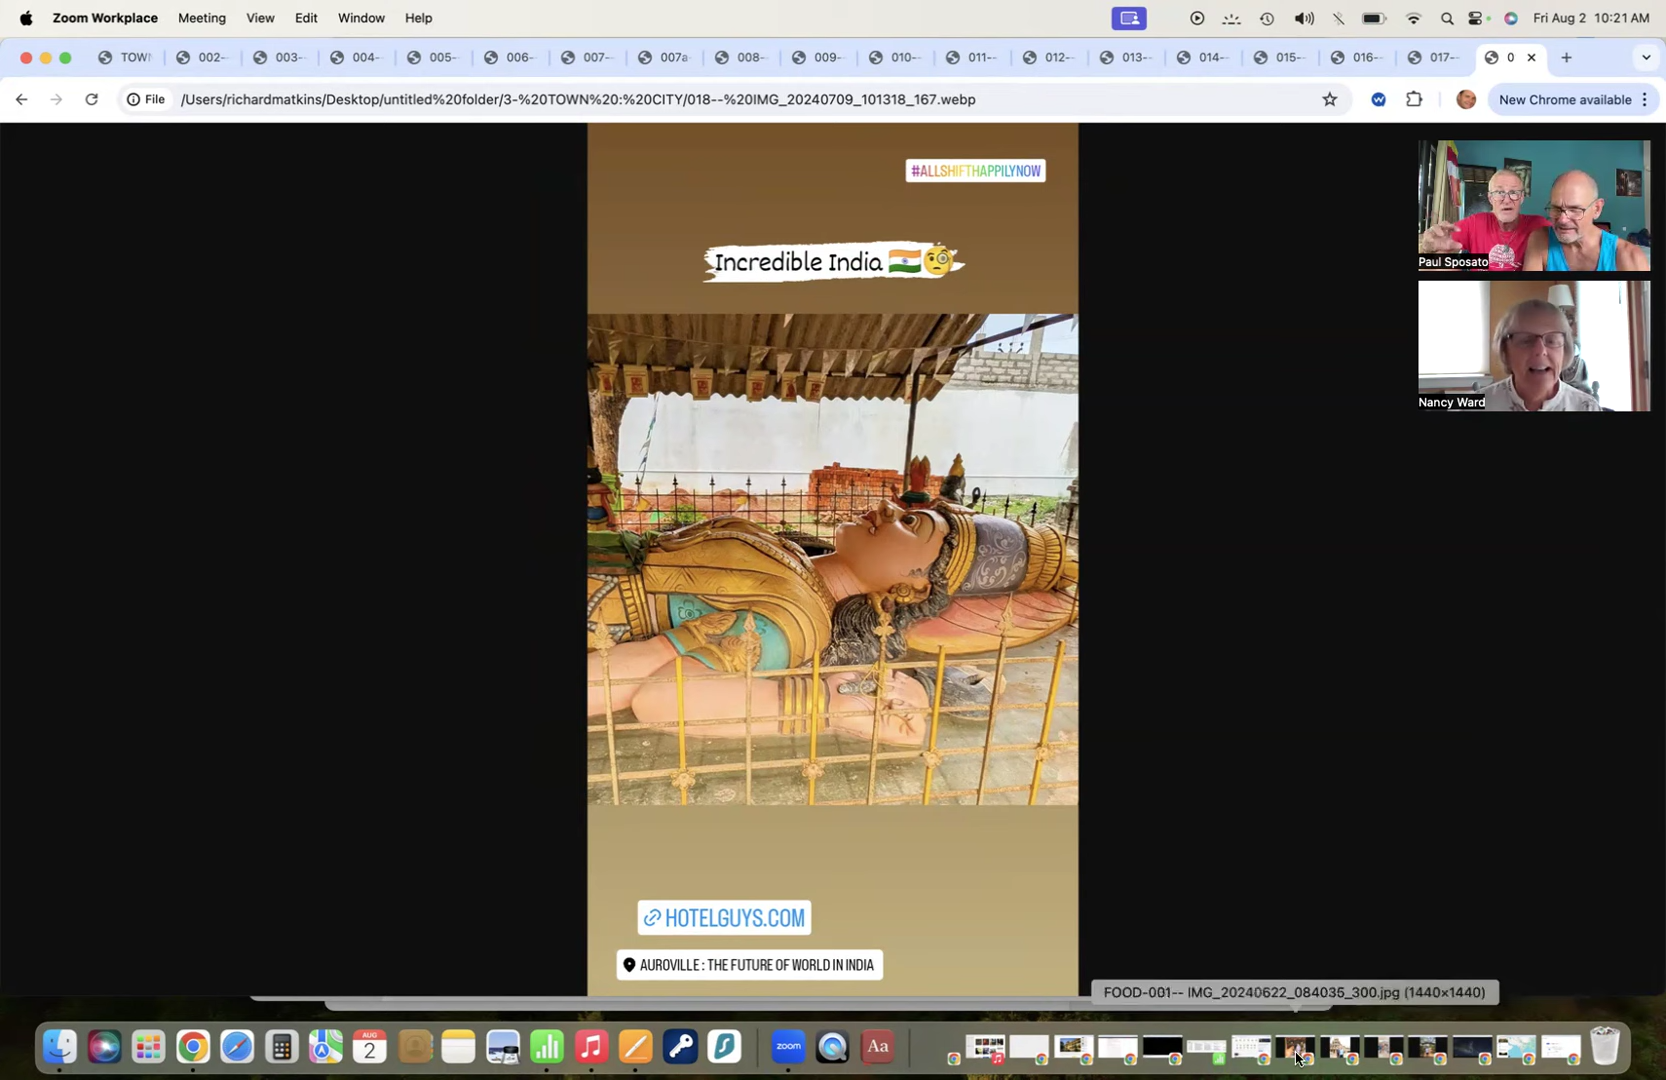 Zoom Workplace Meeting View Edit Window Help Fri Aug 2 10:21 AM
TOWN 002-- 003-- 004-- 005-- 006-- 007-- 007a 008-- 009-- 010-- 011-- 012-- 013-- 014-- 015-- 016-- 017-- 0
File /Users/richardmatkins/Desktop/untitled%20folder/3-%20TOWN%20:%20CITY/018--%20IMG_20240709_101318_167.webp New Chrome available
#ALLSHIFTHAPPILYNOW
Incredible India 🇮🇳🧐
Paul Sposato
Nancy Ward
HOTELGUYS.COM
AUROVILLE : THE FUTURE OF WORLD IN INDIA
FOOD-001-- IMG_20240622_084035_300.jpg (1440×1440)
AUG
2
zoom
Aa